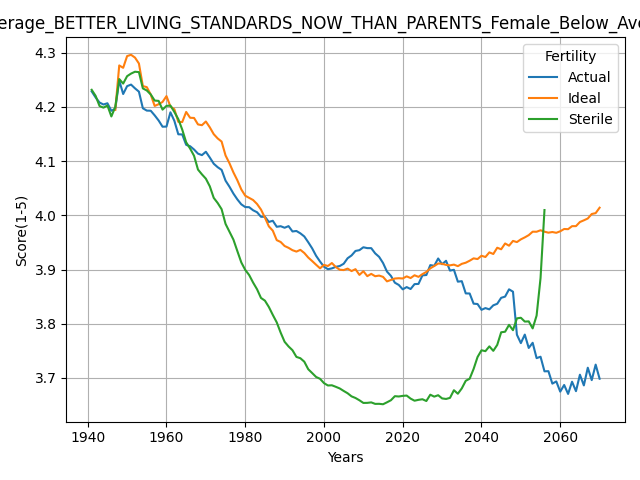 erage_BETTER_LIVING_STANDARDS_NOW_THAN_PARENTS_Female_Below_Ave
Fertility
Actual
Ideal
Sterile
Score(1-5)
4.3
4.2
4.1
4.0
3.9
3.8
3.7
1940 1960 1980 2000 2020 2040 2060
Years